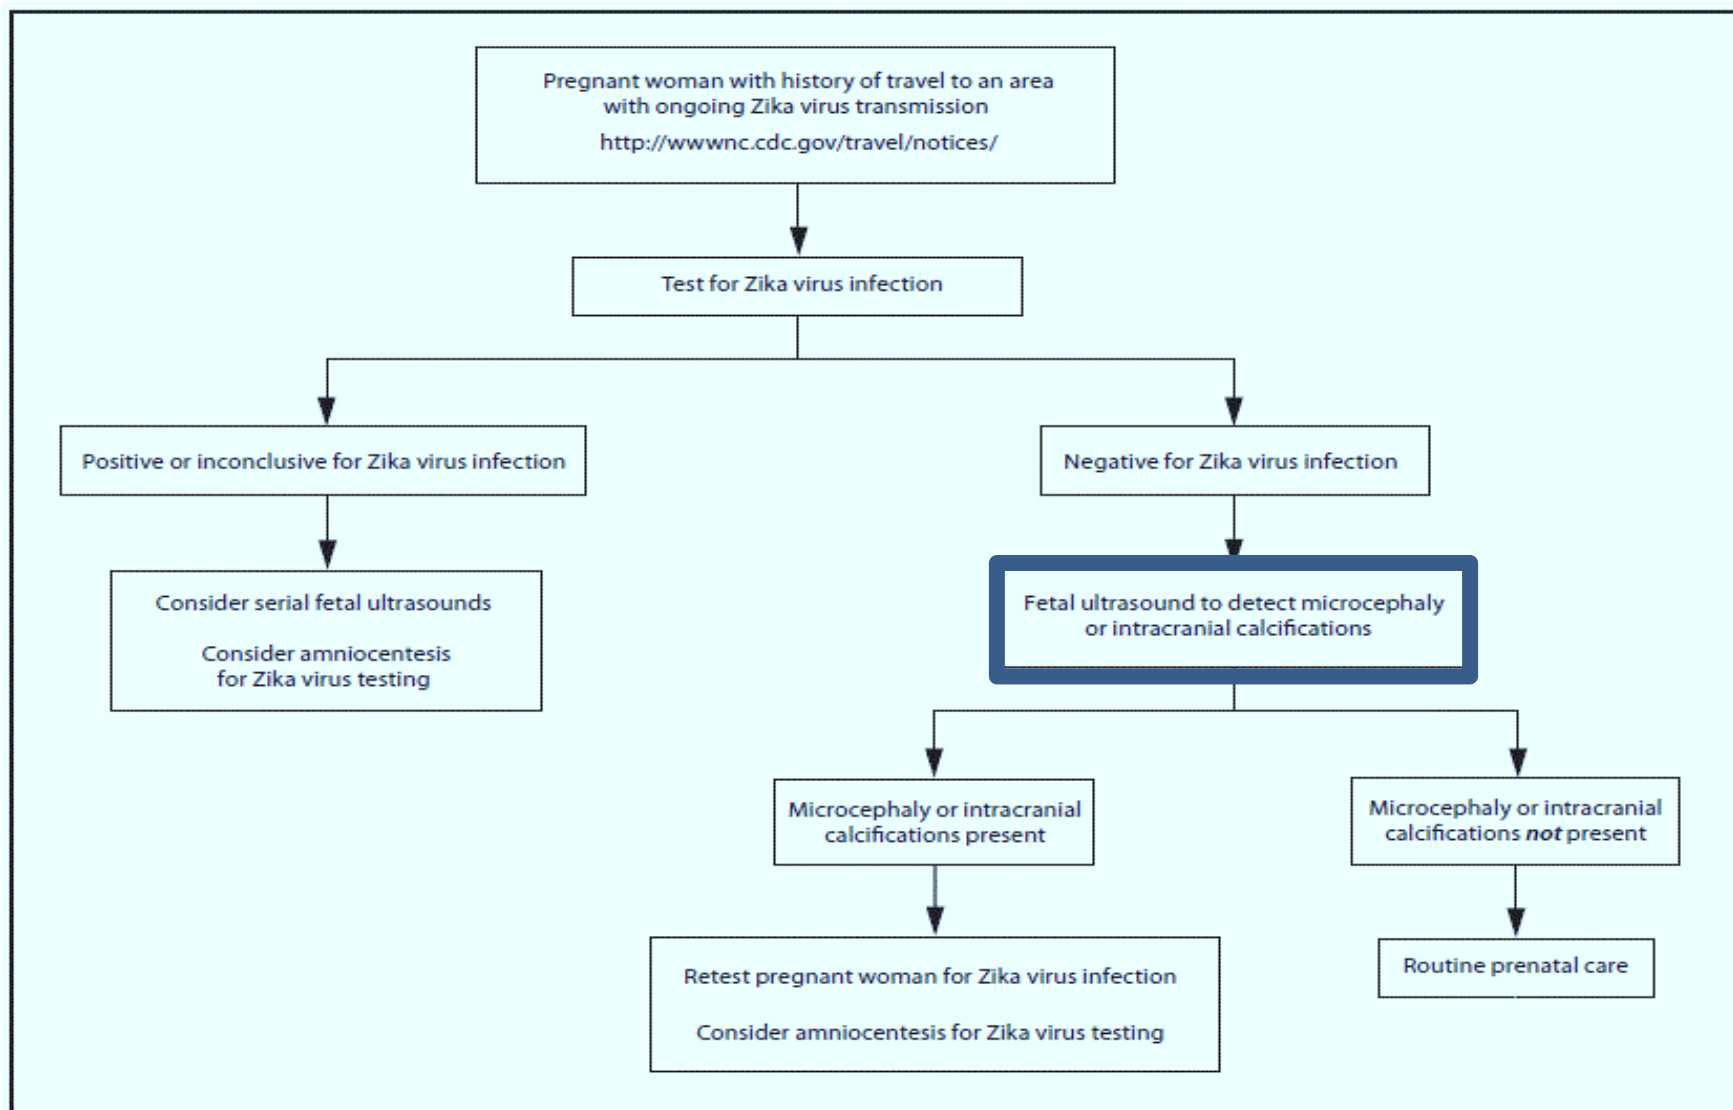 Pregnant woman with history of travel to an area
with ongoing Zika virus transmission
http://wwwnc.cdc.gov/travel/notices/
Test for Zika virus infection
Positive or inconclusive for Zika virus infection
Negative for Zika virus infection
Consider serial fetal ultrasounds
Consider amniocentesis
for Zika virus testing
Fetal ultrasound to detect microcephaly
or intracranial calcifications
Microcephaly or intracranial
calcifications present
Microcephaly or intracranial
calcifications not present
Retest pregnant woman for Zika virus infection
Consider amniocentesis for Zika virus testing
Routine prenatal care